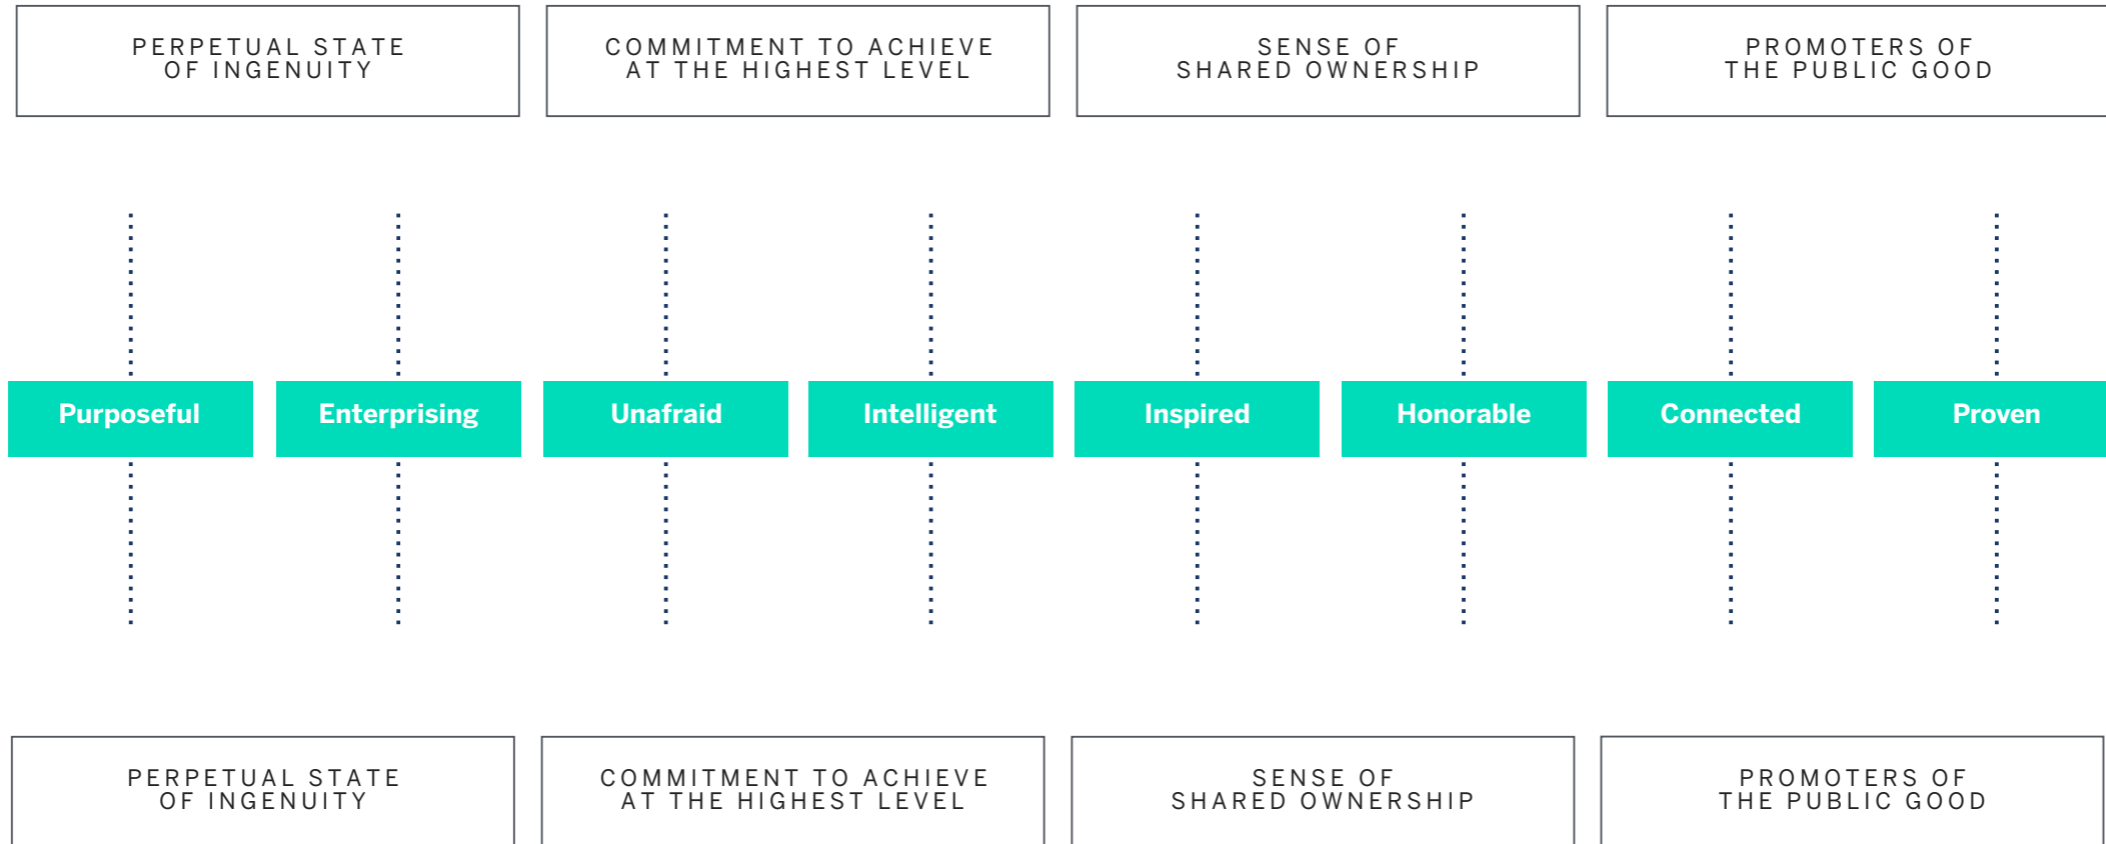 PERPETUAL STATE
OF INGENUITY
COMMITMENT TO ACHIEVE
AT THE HIGHEST LEVEL
SENSE OF
SHARED OWNERSHIP
PROMOTERS OF
THE PUBLIC GOOD
Purposeful
Enterprising
Unafraid
Intelligent
Inspired
Honorable
Connected
Proven
PERPETUAL STATE
OF INGENUITY
COMMITMENT TO ACHIEVE
AT THE HIGHEST LEVEL
SENSE OF
SHARED OWNERSHIP
PROMOTERS OF
THE PUBLIC GOOD